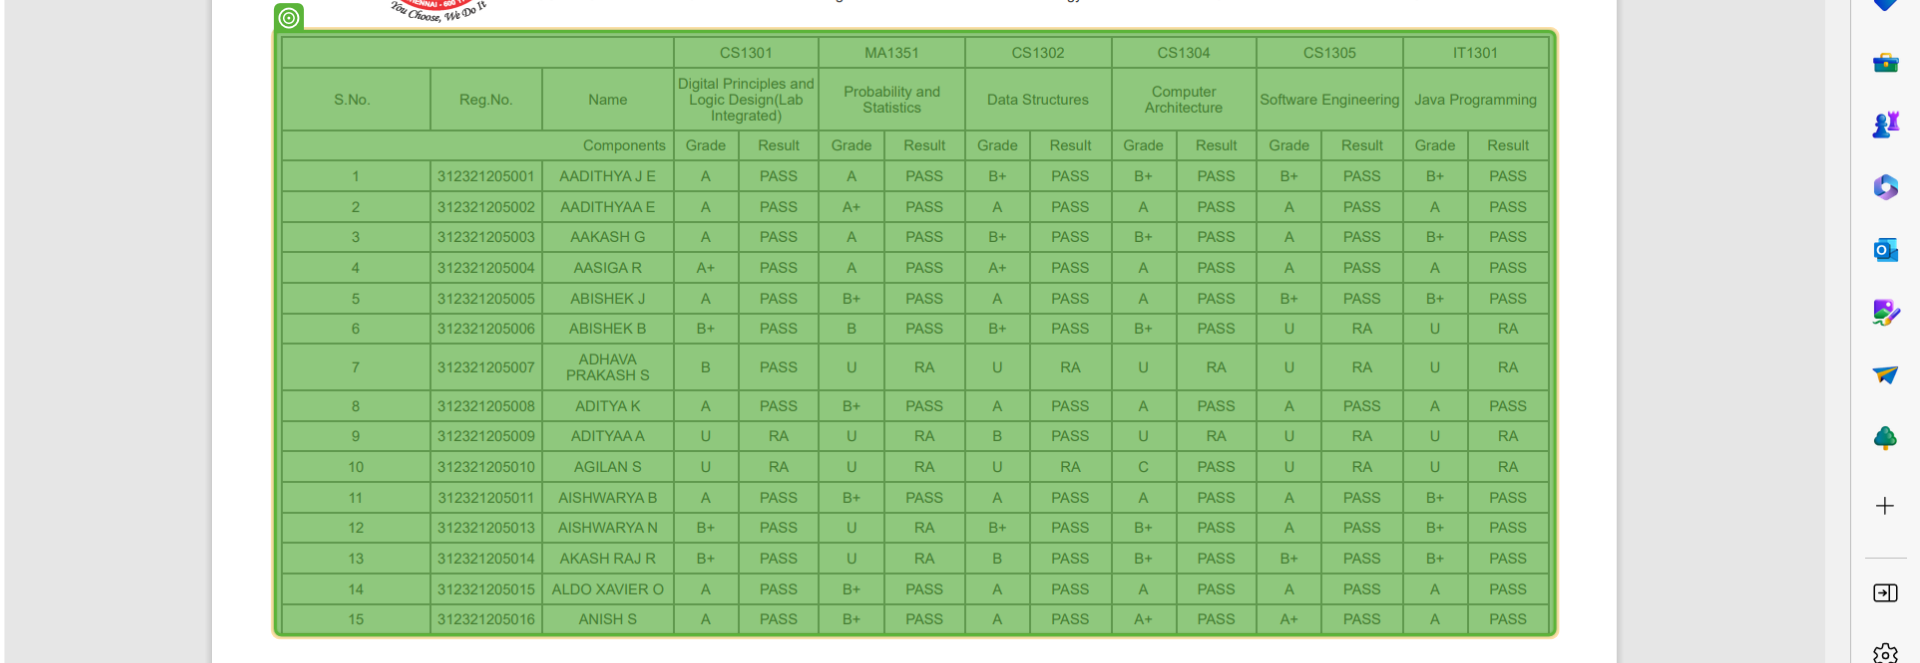 You Choose, We Do It
CS1301 MA1351 CS1302 CS1304 CS1305 IT1301
S.No. Reg.No. Name Digital Principles and Logic Design(Lab Integrated) Probability and Statistics Data Structures Computer Architecture Software Engineering Java Programming
Components Grade Result Grade Result Grade Result Grade Result Grade Result Grade Result
1 312321205001 AADITHYA J E A PASS A PASS B+ PASS B+ PASS B+ PASS B+ PASS
2 312321205002 AADITHYAA E A PASS A+ PASS A PASS A PASS A PASS A PASS
3 312321205003 AAKASH G A PASS A PASS B+ PASS B+ PASS A PASS B+ PASS
4 312321205004 AASIGA R A+ PASS A PASS A+ PASS A PASS A PASS A PASS
5 312321205005 ABISHEK J A PASS B+ PASS A PASS A PASS B+ PASS B+ PASS
6 312321205006 ABISHEK B B+ PASS B PASS B+ PASS B+ PASS U RA U RA
7 312321205007 ADHAVA PRAKASH S B PASS U RA U RA U RA U RA U RA
8 312321205008 ADITYA K A PASS B+ PASS A PASS A PASS A PASS A PASS
9 312321205009 ADITYAA A U RA U RA B PASS U RA U RA U RA
10 312321205010 AGILAN S U RA U RA U RA C PASS U RA U RA
11 312321205011 AISHWARYA B A PASS B+ PASS A PASS A PASS A PASS B+ PASS
12 312321205013 AISHWARYA N B+ PASS U RA B+ PASS B+ PASS A PASS B+ PASS
13 312321205014 AKASH RAJ R B+ PASS U RA B PASS B+ PASS B+ PASS B+ PASS
14 312321205015 ALDO XAVIER O A PASS B+ PASS A PASS A PASS A PASS A PASS
15 312321205016 ANISH S A PASS B+ PASS A PASS A+ PASS A+ PASS A PASS